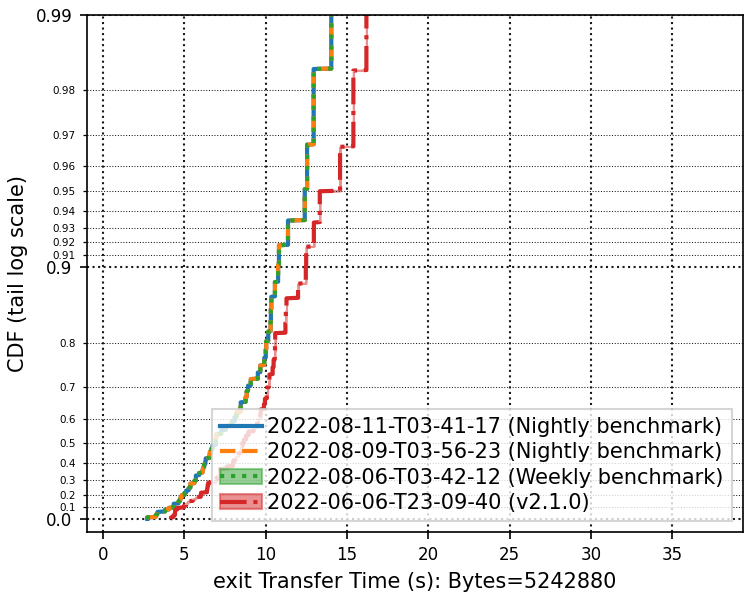 0.99
0.98
0.97
0.96
0.95
0.94
0.93
0.92
0.91
0.9
0.8
0.7
0.6
0.5
0.4
0.3
0.2
0.1
0.0
CDF (tail log scale)
2022-08-11-T03-41-17 (Nightly benchmark)
2022-08-09-T03-56-23 (Nightly benchmark)
2022-08-06-T03-42-12 (Weekly benchmark)
2022-06-06-T23-09-40 (v2.1.0)
0 5 10 15 20 25 30 35
exit Transfer Time (s): Bytes=5242880